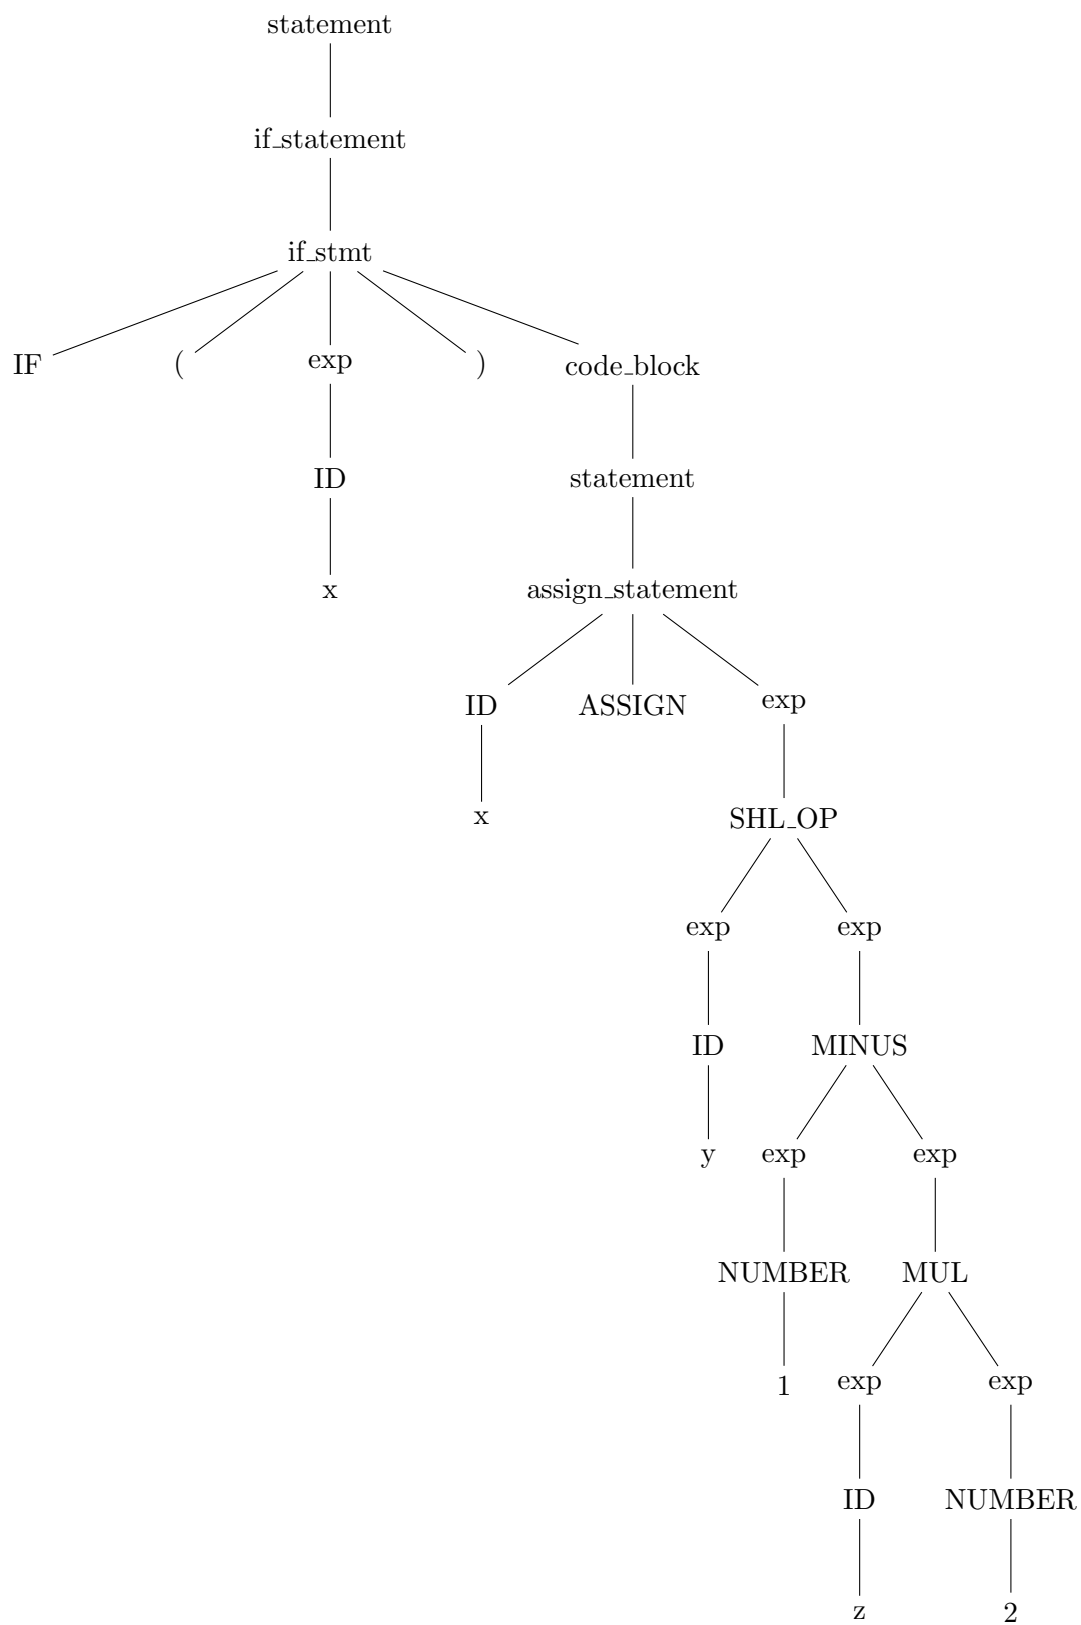 statement
if_statement
if_stmt
IF ( exp ) code_block
ID statement
x assign_statement
ID ASSIGN exp
x SHL_OP
exp exp
ID MINUS
y exp exp
NUMBER MUL
1 exp exp
ID NUMBER
z 2